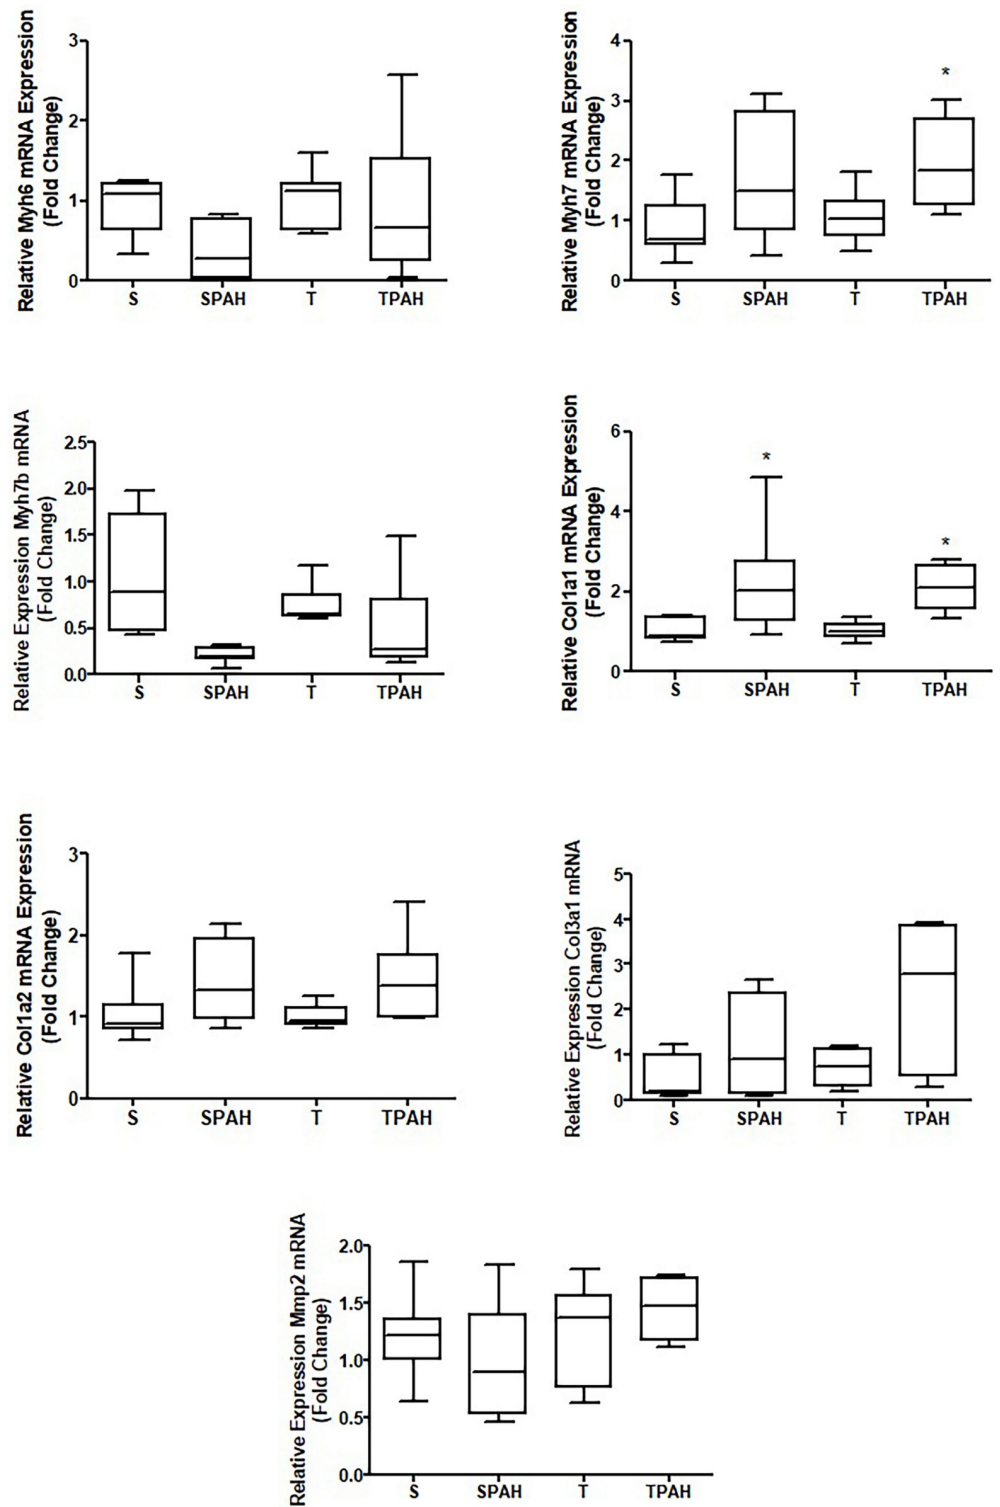 Relative Myh6 mRNA Expression
(Fold Change)
3
2
1
0
S SPAH T TPAH
Relative Myh7 mRNA Expression
(Fold Change)
4
3
2
1
0
*
S SPAH T TPAH
Relative Expression Myh7b mRNA
(Fold Change)
2.5
2.0
1.5
1.0
0.5
0.0
S SPAH T TPAH
Relative Col1a1 mRNA Expression
(Fold Change)
6
4
2
0
*
*
S SPAH T TPAH
Relative Col1a2 mRNA Expression
(Fold Change)
3
2
1
0
S SPAH T TPAH
Relative Expression Col3a1 mRNA
(Fold Change)
5
4
3
2
1
0
S SPAH T TPAH
Relative Expression Mmp2 mRNA
(Fold Change)
2.0
1.5
1.0
0.5
0.0
S SPAH T TPAH